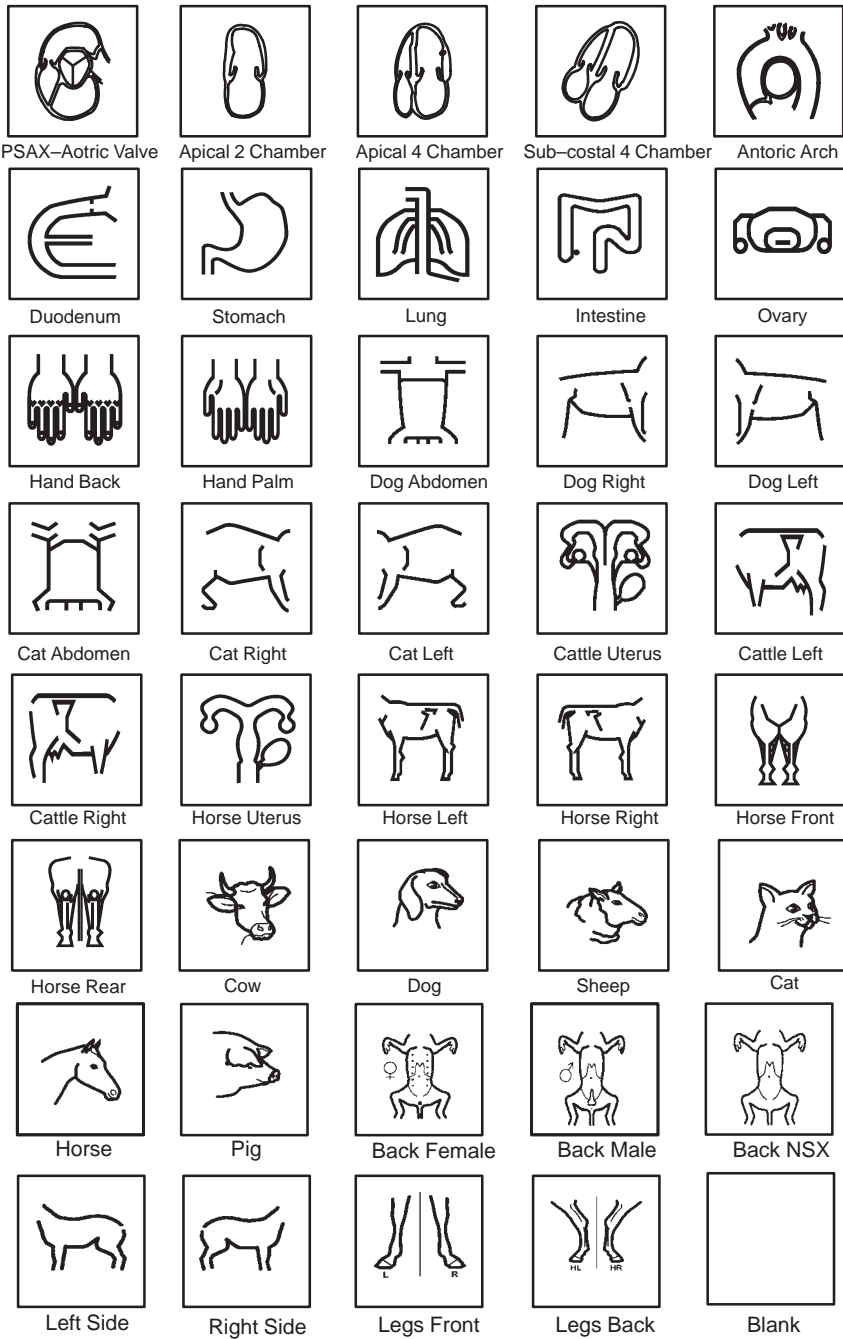 PSAX–Aotric Valve Apical 2 Chamber Apical 4 Chamber Sub–costal 4 Chamber Antoric Arch
Duodenum Stomach Lung Intestine Ovary
Hand Back Hand Palm Dog Abdomen Dog Right Dog Left
Cat Abdomen Cat Right Cat Left Cattle Uterus Cattle Left
Cattle Right Horse Uterus Horse Left Horse Right Horse Front
Horse Rear Cow Dog Sheep Cat
Horse Pig Back Female Back Male Back NSX
L R HL HR
Left Side Right Side Legs Front Legs Back Blank